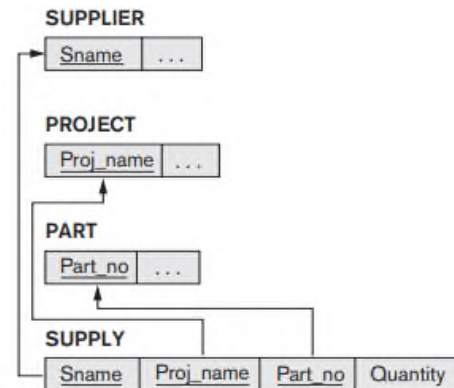 SUPPLIER
Sname ...
PROJECT
Proj_name ...
PART
Part_no ...
SUPPLY
Sname Proj_name Part_no Quantity